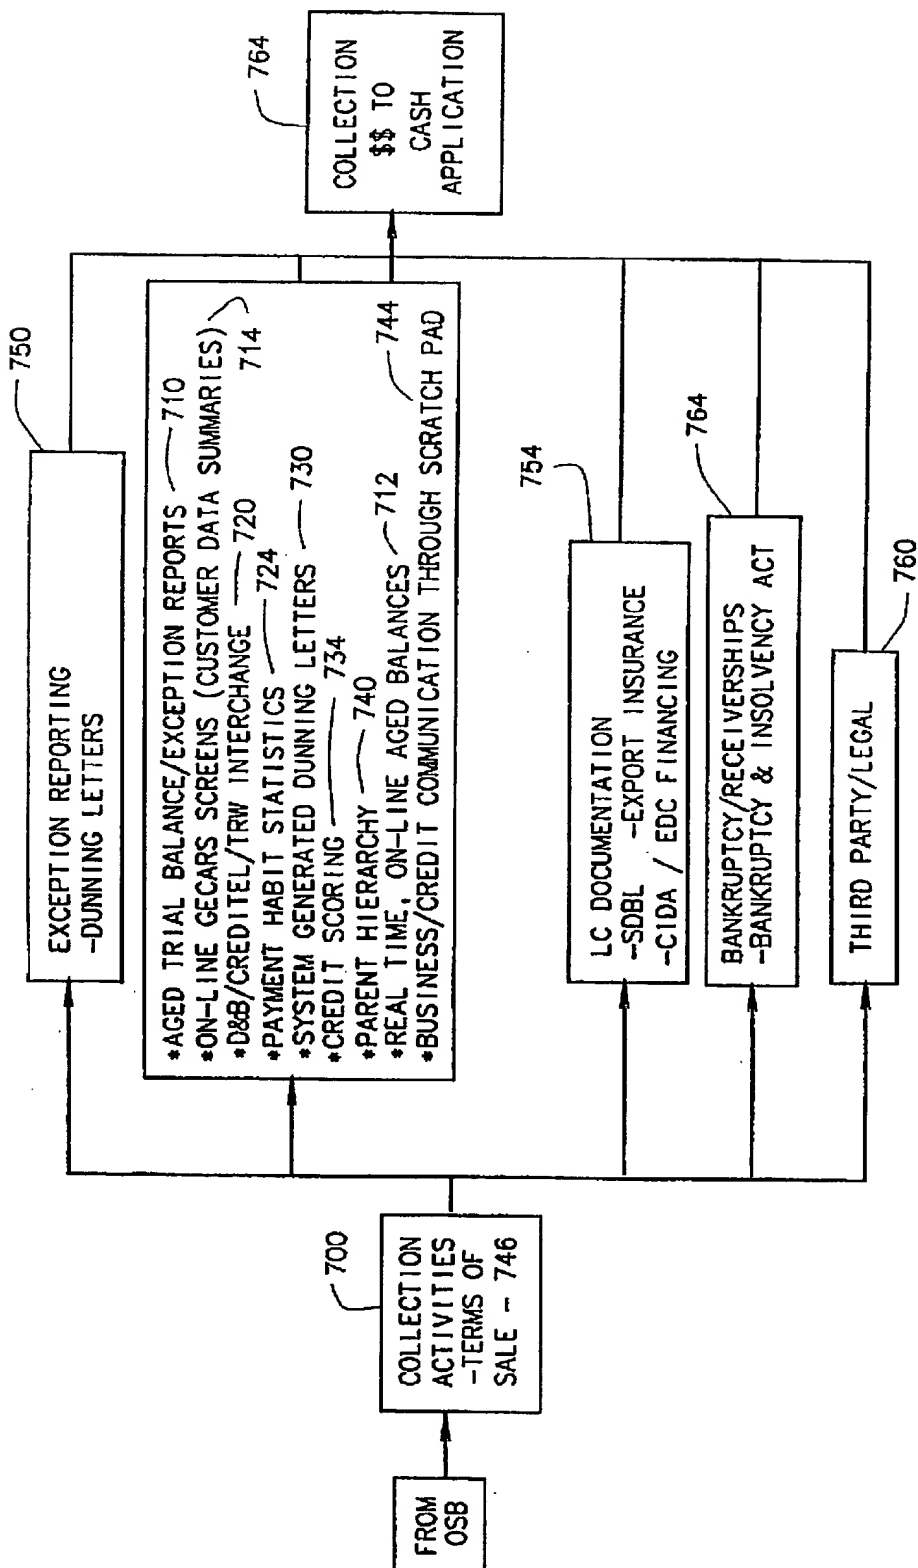 FROM
OSB
700
COLLECTION
ACTIVITIES
-TERMS OF
SALE - 746
750
EXCEPTION REPORTING
-DUNNING LETTERS
*AGED TRIAL BALANCE/EXCEPTION REPORTS 710
*ON-LINE GECARS SCREENS (CUSTOMER DATA SUMMARIES) 714
*D&B/CREDITEL/TRW INTERCHANGE 720
*PAYMENT HABIT STATISTICS 724
*SYSTEM GENERATED DUNNING LETTERS 730
*CREDIT SCORING 734
*PARENT HIERARCHY 740
*REAL TIME, ON-LINE AGED BALANCES 712
*BUSINESS/CREDIT COMMUNICATION THROUGH SCRATCH PAD 744
754
LC DOCUMENTATION
-SDBL -EXPORT INSURANCE
-CIDA / EDC FINANCING
764
BANKRUPTCY/RECEIVERSHIPS
-BANKRUPTCY & INSOLVENCY ACT
760
THIRD PARTY/LEGAL
764
COLLECTION
$$ TO
CASH
APPLICATION